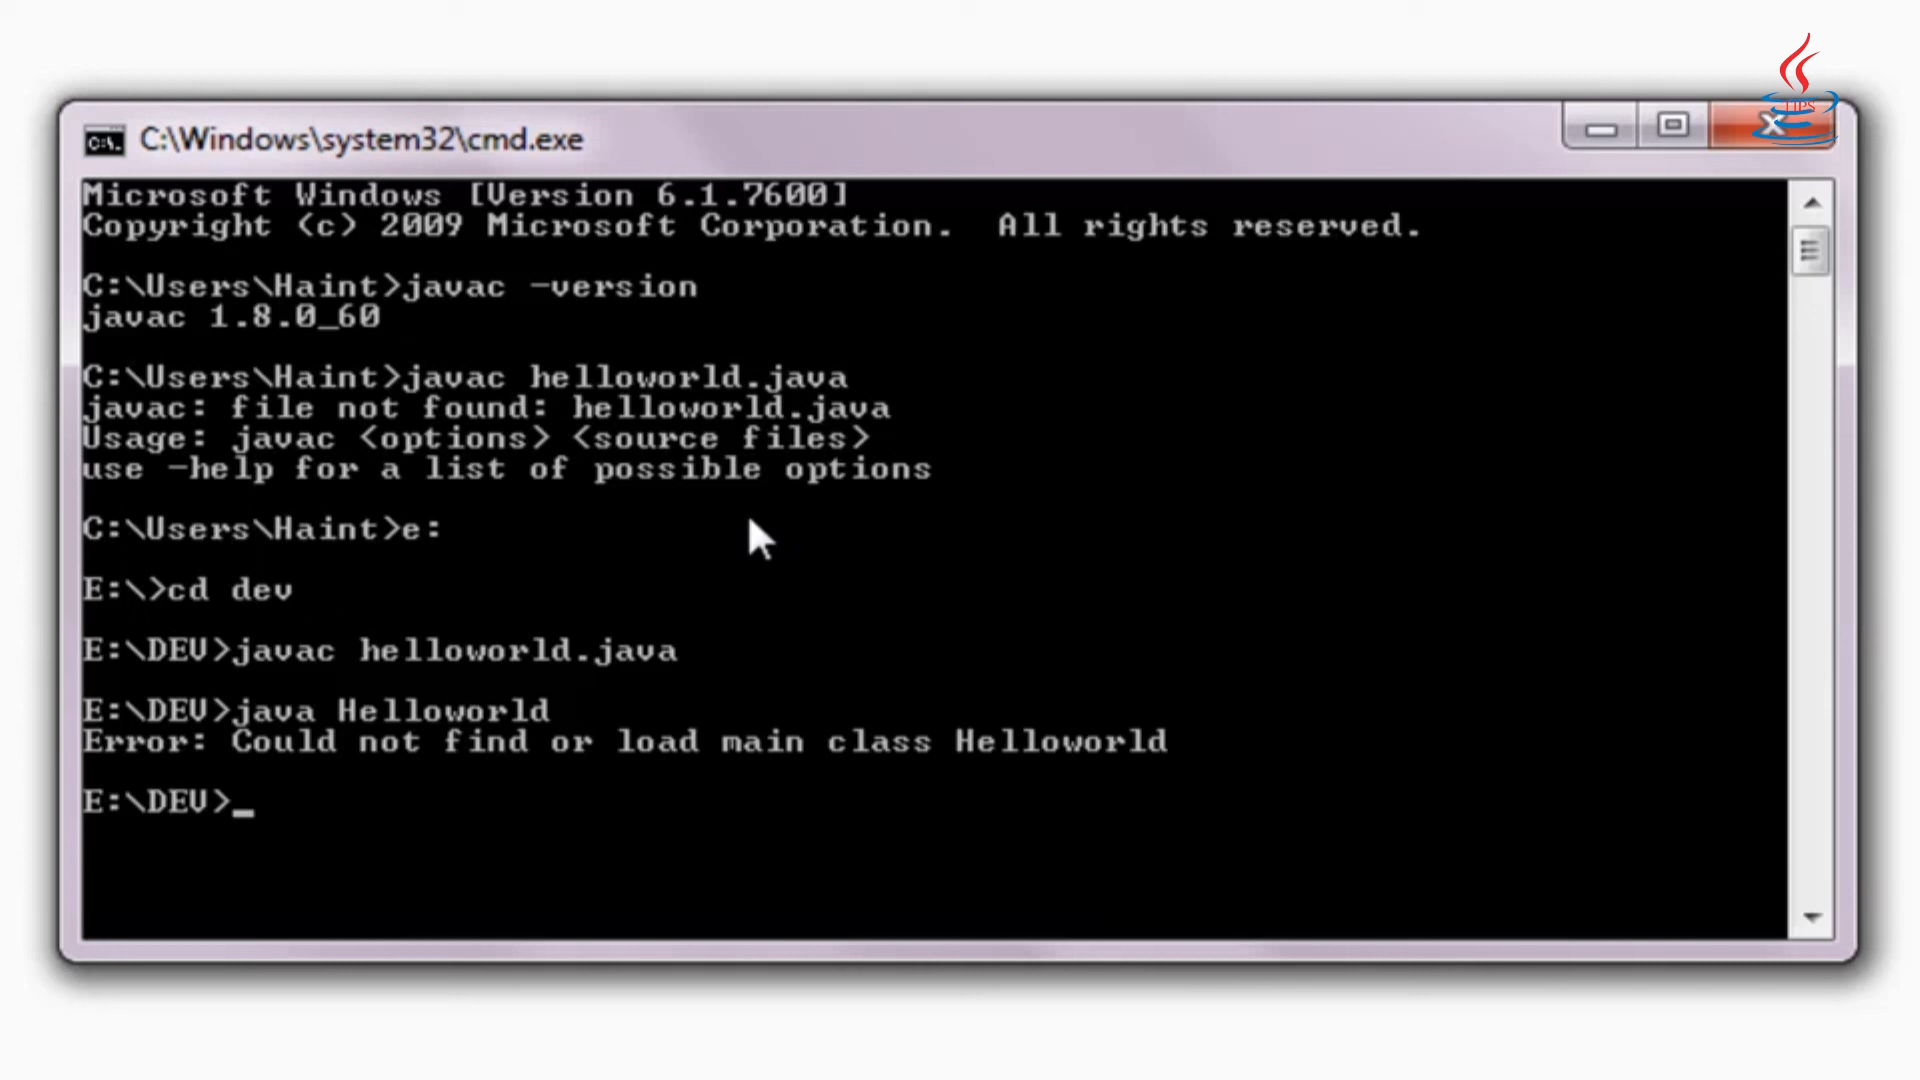 TIPS
C:\Windows\system32\cmd.exe
Microsoft Windows [Version 6.1.7600]
Copyright (c) 2009 Microsoft Corporation.  All rights reserved.
C:\Users\Haint>javac -version
javac 1.8.0_60
C:\Users\Haint>javac helloworld.java
javac: file not found: helloworld.java
Usage: javac <options> <source files>
use -help for a list of possible options
C:\Users\Haint>e:
E:\>cd dev
E:\DEV>javac helloworld.java
E:\DEV>java Helloworld
Error: Could not find or load main class Helloworld
E:\DEV>_